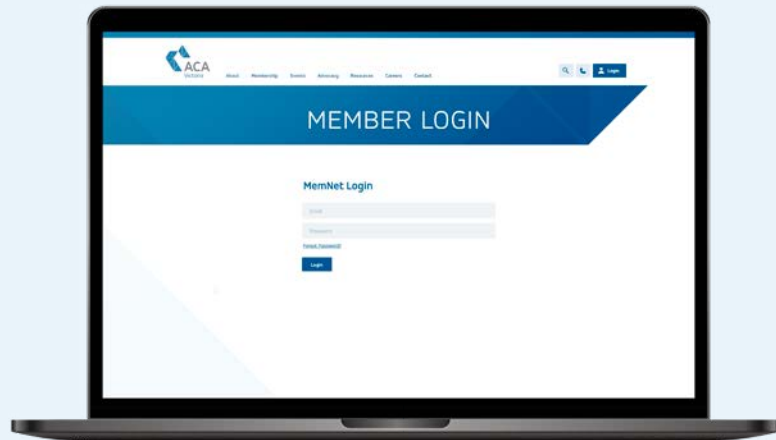 ACA
Victoria
About Membership Events Advocacy Resources Careers Contact
Login
MEMBER LOGIN
MemNet Login
Email
Password
Forgot Password?
Login